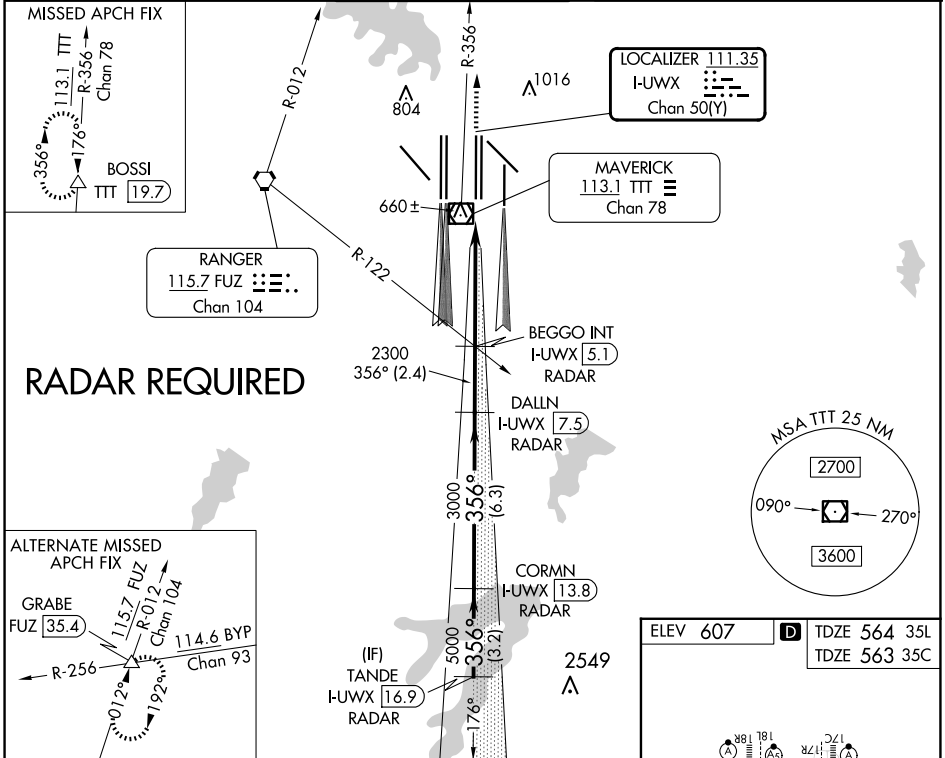 MISSED APCH FIX
113.1 TTT
R-356
Chan 78
356°
176°
BOSSI
TTT 19.7
R-012
R-356
804
1016
LOCALIZER 111.35
I-UWX
Chan 50(Y)
MAVERICK
113.1 TTT
Chan 78
660±
RANGER
115.7 FUZ
Chan 104
R-122
BEGGO INT
I-UWX 5.1
RADAR
2300
356° (2.4)
RADAR REQUIRED
DALLN
I-UWX 7.5
RADAR
3000
356°
(6.3)
MSA TTT 25 NM
2700
090°
270°
3600
CORMN
I-UWX 13.8
RADAR
5000
356°
(3.2)
(IF)
TANDE
I-UWX 16.9
RADAR
176°
2549
ALTERNATE MISSED
APCH FIX
GRABE
FUZ 35.4
115.7 FUZ
R-012
Chan 104
114.6 BYP
Chan 93
R-256
012°
192°
ELEV 607
D
TDZE 564 35L
TDZE 563 35C
18R
18L
17R
17C
A
A5
A